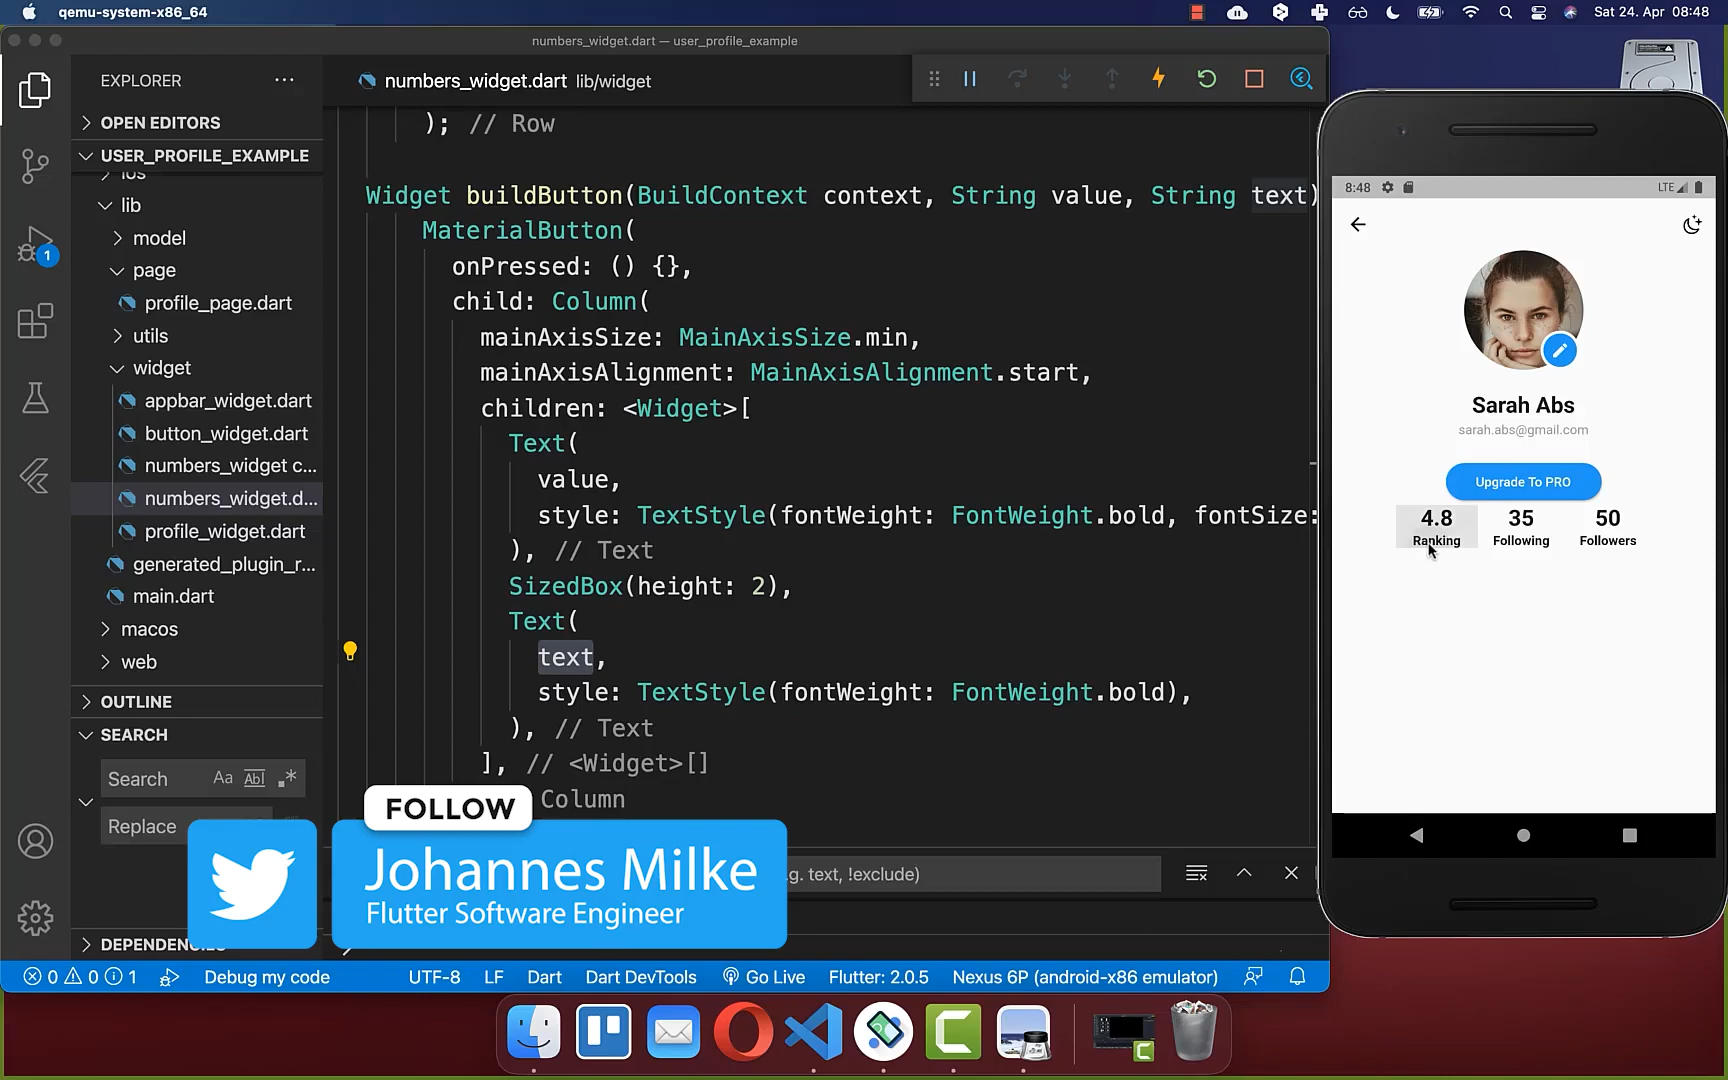 qemu-system-x86_64
Sat 24. Apr 08:48
numbers_widget.dart — user_profile_example
EXPLORER
numbers_widget.dart lib/widget
OPEN EDITORS
USER_PROFILE_EXAMPLE
ios
lib
model
page
profile_page.dart
utils
widget
appbar_widget.dart
button_widget.dart
numbers_widget c...
numbers_widget.d...
profile_widget.dart
generated_plugin_r...
main.dart
macos
web
OUTLINE
SEARCH
Search
Aa Abl .*
Replace
DEPENDENCIES
1
); // Row
Widget buildButton(BuildContext context, String value, String text)
MaterialButton(
onPressed: () {},
child: Column(
mainAxisSize: MainAxisSize.min,
mainAxisAlignment: MainAxisAlignment.start,
children: <Widget>[
Text(
value,
style: TextStyle(fontWeight: FontWeight.bold, fontSize:
), // Text
SizedBox(height: 2),
Text(
text,
style: TextStyle(fontWeight: FontWeight.bold),
), // Text
], // <Widget>[]
Column
.g. text, !exclude)
FOLLOW
Johannes Milke
Flutter Software Engineer
0 0 1 Debug my code UTF-8 LF Dart Dart DevTools Go Live Flutter: 2.0.5 Nexus 6P (android-x86 emulator)
8:48
LTE
Sarah Abs
sarah.abs@gmail.com
Upgrade To PRO
4.8 35 50
Ranking Following Followers